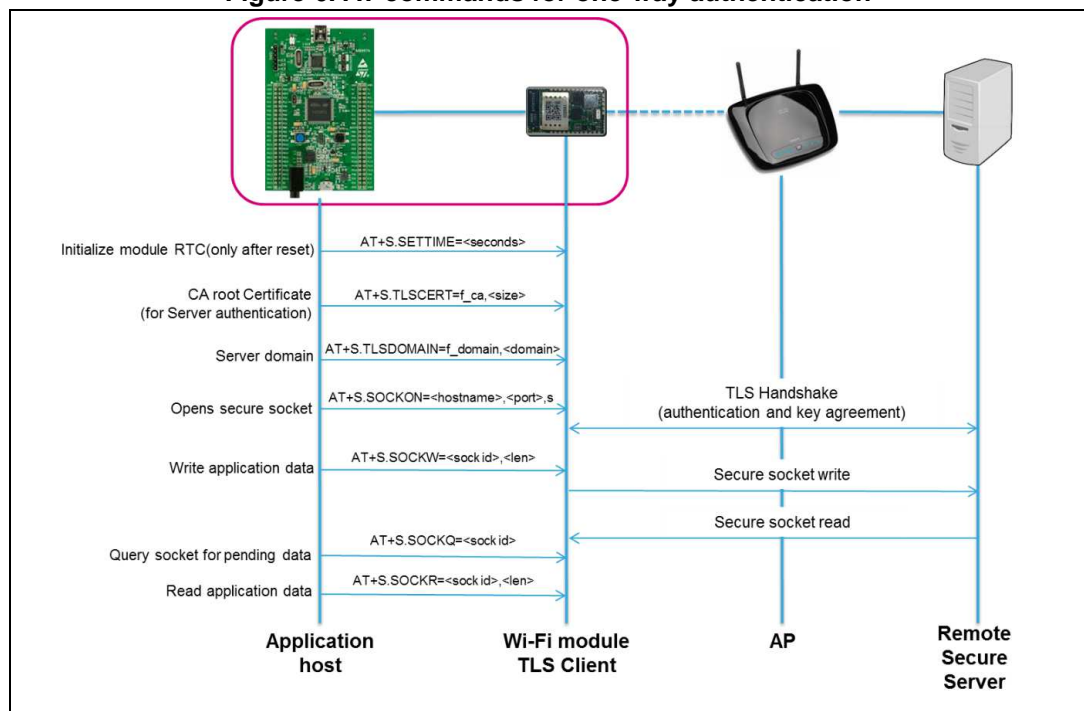 Initialize module RTC(only after reset)
AT+S.SETTIME=<seconds>
CA root Certificate
(for Server authentication)
AT+S.TLSCERT=f_ca,<size>
Server domain
AT+S.TLSDOMAIN=f_domain,<domain>
Opens secure socket
AT+S.SOCKON=<hostname>,<port>,s
TLS Handshake
(authentication and key agreement)
Write application data
AT+S.SOCKW=<sock id>,<len>
Secure socket write
Secure socket read
Query socket for pending data
AT+S.SOCKQ=<sock id>
Read application data
AT+S.SOCKR=<sock id>,<len>
Application
host
Wi-Fi module
TLS Client
AP
Remote
Secure
Server